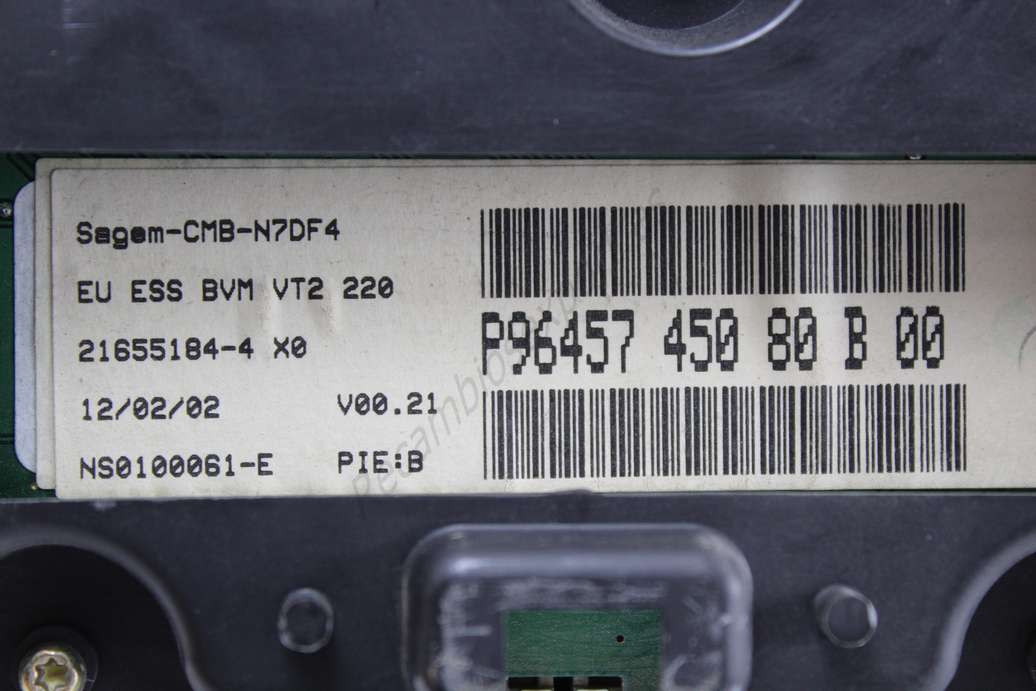 Sagem-CMB-N7DF4
EU ESS BVM VT2 220
21655184-4 X0
12/02/02 V00.21
NS0100061-E PIE:B
P96457 450 80 B 00